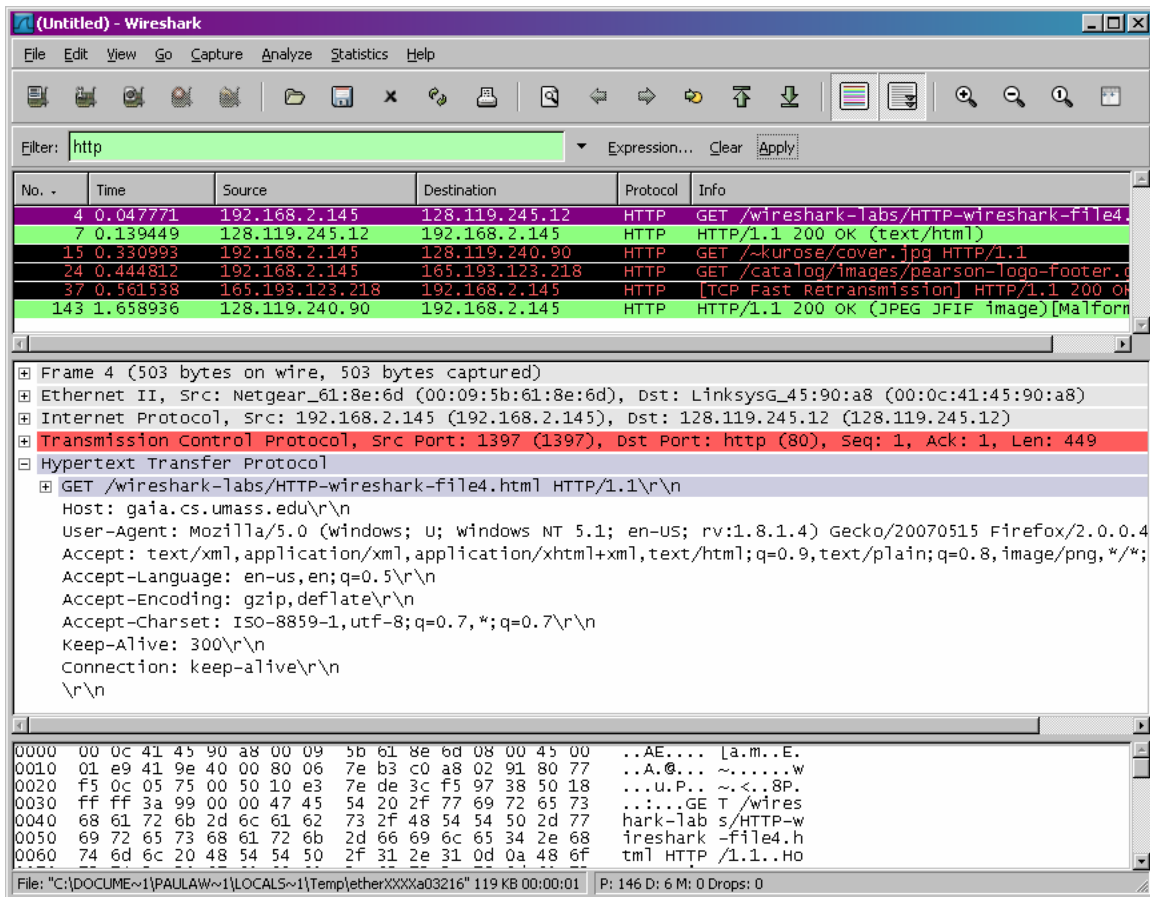 (Untitled) - Wireshark
File Edit View Go Capture Analyze Statistics Help
Filter: http Expression... Clear Apply
No. - Time Source Destination Protocol Info
4 0.047771 192.168.2.145 128.119.245.12 HTTP GET /wireshark-labs/HTTP-wireshark-file4.
7 0.139449 128.119.245.12 192.168.2.145 HTTP HTTP/1.1 200 OK (text/html)
15 0.330993 192.168.2.145 128.119.240.90 HTTP GET /~kurose/cover.jpg HTTP/1.1
24 0.444812 192.168.2.145 165.193.123.218 HTTP GET /catalog/images/pearson-logo-footer.
37 0.561538 165.193.123.218 192.168.2.145 HTTP [TCP Fast Retransmission] HTTP/1.1 200
143 1.658936 128.119.240.90 192.168.2.145 HTTP HTTP/1.1 200 OK (JPEG JFIF image)[Malform
Frame 4 (503 bytes on wire, 503 bytes captured)
Ethernet II, Src: Netgear_61:8e:6d (00:09:5b:61:8e:6d), Dst: LinksysG_45:90:a8 (00:0c:41:45:90:a8)
Internet Protocol, Src: 192.168.2.145 (192.168.2.145), Dst: 128.119.245.12 (128.119.245.12)
Transmission Control Protocol, Src Port: 1397 (1397), Dst Port: http (80), Seq: 1, Ack: 1, Len: 449
Hypertext Transfer Protocol
GET /wireshark-labs/HTTP-wireshark-file4.html HTTP/1.1\r\n
Host: gaia.cs.umass.edu\r\n
User-Agent: Mozilla/5.0 (Windows; U; Windows NT 5.1; en-US; rv:1.8.1.4) Gecko/20070515 Firefox/2.0.0.4
Accept: text/xml,application/xml,application/xhtml+xml,text/html;q=0.9,text/plain;q=0.8,image/png,*/*;
Accept-Language: en-us,en;q=0.5\r\n
Accept-Encoding: gzip,deflate\r\n
Accept-Charset: ISO-8859-1,utf-8;q=0.7,*;q=0.7\r\n
Keep-Alive: 300\r\n
Connection: keep-alive\r\n
\r\n
0000 00 0c 41 45 90 a8 00 09 5b 61 8e 6d 08 00 45 00 ..AE.... [a.m..E.
0010 01 e9 41 9e 40 00 80 06 7e b3 c0 a8 02 91 80 77 ..A.@... ~......w
0020 f5 0c 05 75 00 50 10 e3 7e de 3c f5 97 38 50 18 ...u.P.. ~.<..8P.
0030 ff ff 3a 99 00 00 47 45 54 20 2f 77 69 72 65 73 ..:...GE T /wires
0040 68 61 72 6b 2d 6c 61 62 73 2f 48 54 54 50 2d 77 hark-lab s/HTTP-w
0050 69 72 65 73 68 61 72 6b 2d 66 69 6c 65 34 2e 68 ireshark -file4.h
0060 74 6d 6c 20 48 54 54 50 2f 31 2e 31 0d 0a 48 6f tml HTTP /1.1..Ho
File: "C:\DOCUME~1\PAULAW~1\LOCALS~1\Temp\etherXXXXa03216" 119 KB 00:00:01 P: 146 D: 6 M: 0 Drops: 0